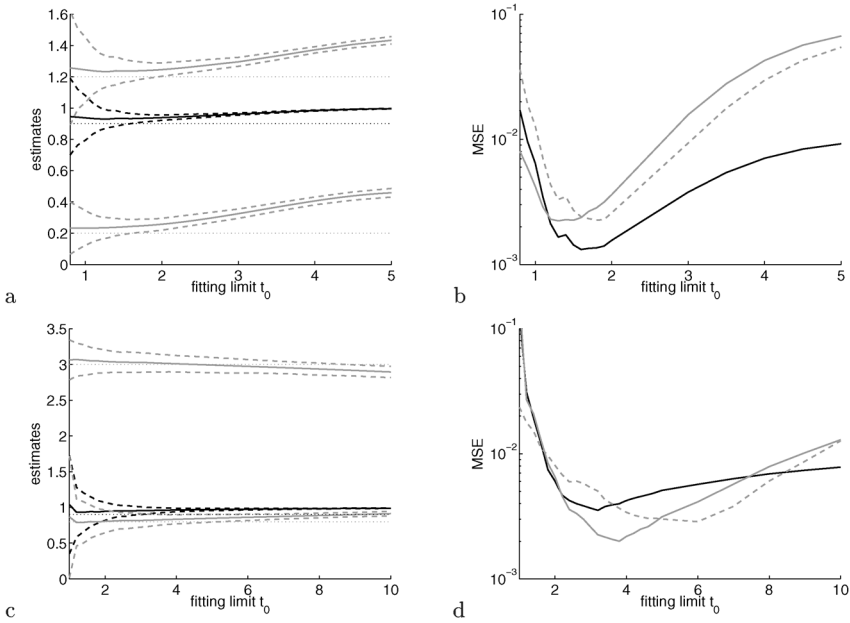 1.6
1.4
1.2
1
0.8
0.6
0.4
0.2
0
estimates
1 2 3 4 5
fitting limit t0
a
10−1
10−2
10−3
MSE
1 2 3 4 5
fitting limit t0
b
3.5
3
2.5
2
1.5
1
0.5
0
estimates
2 4 6 8 10
fitting limit t0
c
10−1
10−2
10−3
MSE
2 4 6 8 10
fitting limit t0
d